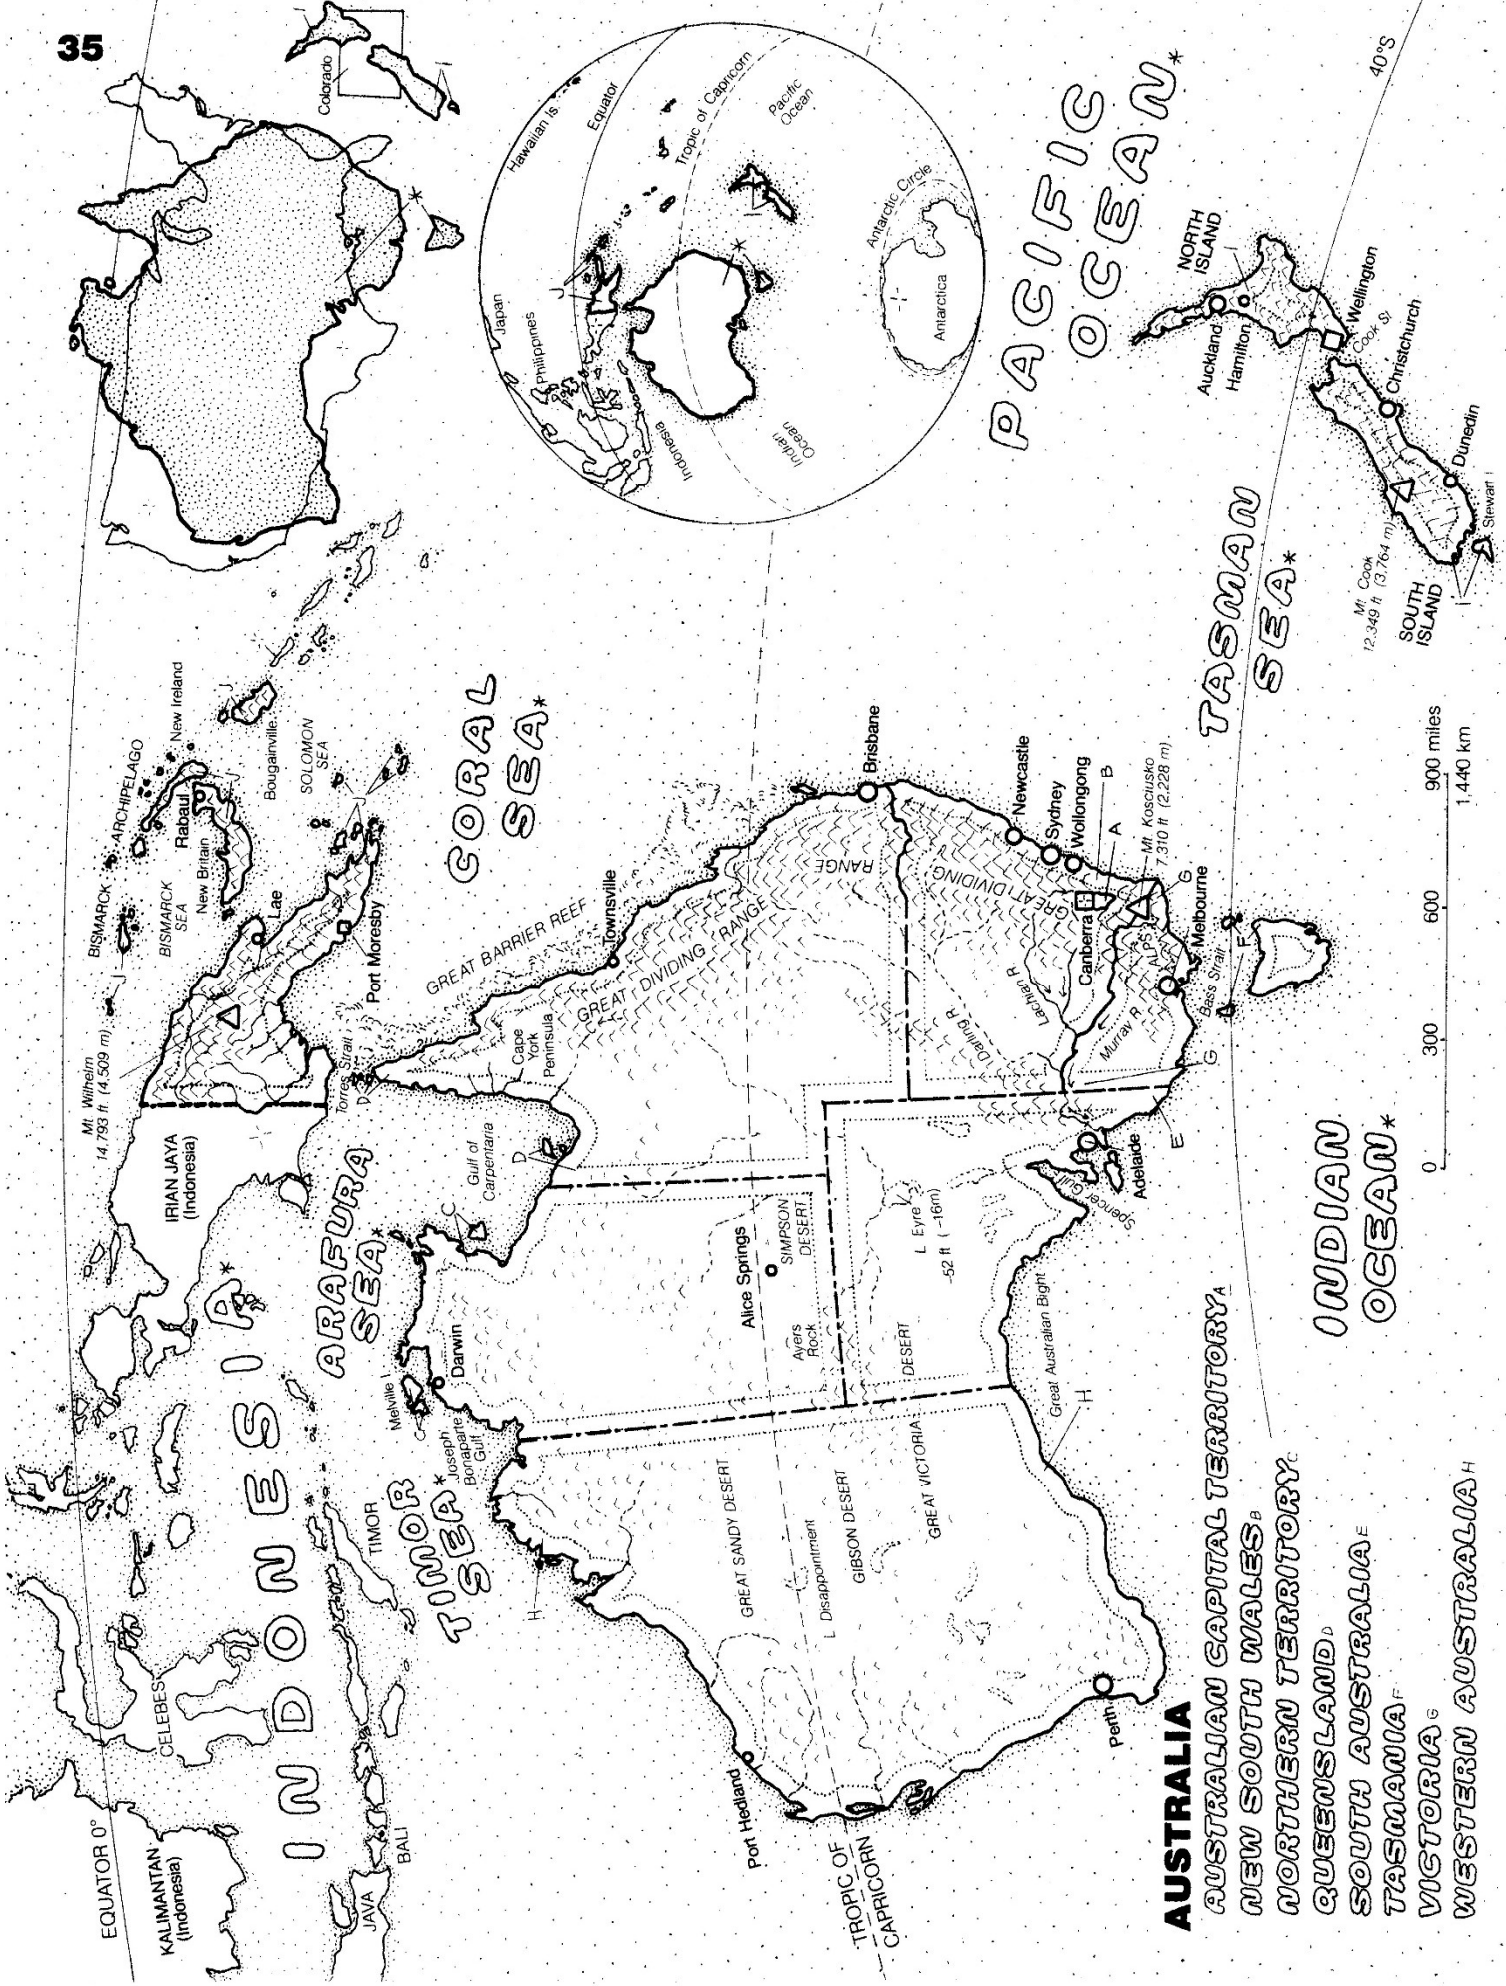 35
Colorado
Hawaiian Is.
Equator
Tropic of Capricorn
Pacific
Ocean
Japan
Philippines
Indonesia
Indian
Ocean
Antarctic Circle
Antarctica
PACIFIC
OCEAN*
40°S
EQUATOR 0°
KALIMANTAN
(Indonesia)
CELEBES
JAVA
BALI
TIMOR
INDONESIA*
IRIAN JAYA
(Indonesia)
Mt Wilhelm
14,793 ft. (4,509 m)
BISMARCK
ARCHIPELAGO
BISMARCK
SEA
New Ireland
Rabaul
New Britain
Lae
Bougainville
SOLOMON
SEA
Port Moresby
J
J
J
J
Torres Strait
D
ARAFURA
SEA*
TIMOR
SEA*
CORAL
SEA*
GREAT BARRIER REEF
Melville I
C
Darwin
Joseph
Bonaparte
Gulf
C
Gulf of
Carpentaria
D
Cape
York
Peninsula
Townsville
GREAT DIVIDING RANGE
H
Port Hedland
GREAT SANDY DESERT
L Disappointment
GIBSON DESERT
GREAT VICTORIA
DESERT
Alice Springs
SIMPSON
DESERT
Ayers
Rock
L Eyre
-52 ft (-16m)
TROPIC OF
CAPRICORN
Perth
Great Australian Bight
H
Spencer Gulf
Adelaide
E
Brisbane
GREAT DIVIDING
RANGE
Newcastle
Sydney
Wollongong
B
A
Canberra
Mt Kosciusko
7,310 ft (2,228 m)
Darling R
Lachlan R
Murray R
ALPS
G
G
Melbourne
Bass Strait
F
TASMAN
SEA*
NORTH
ISLAND
I
Auckland
Hamilton
Wellington
Cook St
Christchurch
Mt Cook
12,349 ft (3,764 m)
SOUTH
ISLAND
I
Dunedin
Stewart I
INDIAN
OCEAN*
0 300 600 900 miles
1,440 km
AUSTRALIA
AUSTRALIAN CAPITAL TERRITORY A
NEW SOUTH WALES B
NORTHERN TERRITORY C
QUEENSLAND D
SOUTH AUSTRALIA E
TASMANIA F
VICTORIA G
WESTERN AUSTRALIA H